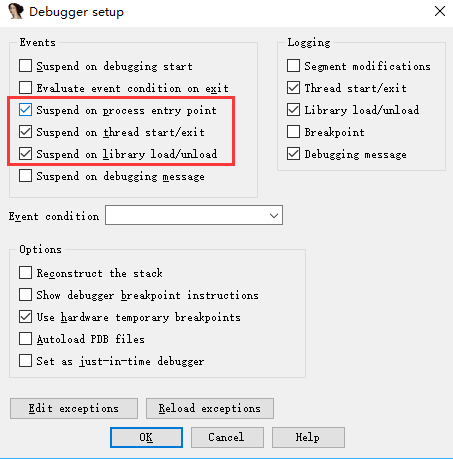 Debugger setup
Events
Suspend on debugging start
Evaluate event condition on exit
Suspend on process entry point
Suspend on thread start/exit
Suspend on library load/unload
Suspend on debugging message
Logging
Segment modifications
Thread start/exit
Library load/unload
Breakpoint
Debugging message
Event condition
Options
Reconstruct the stack
Show debugger breakpoint instructions
Use hardware temporary breakpoints
Autoload PDB files
Set as just-in-time debugger
Edit exceptions
Reload exceptions
OK
Cancel
Help